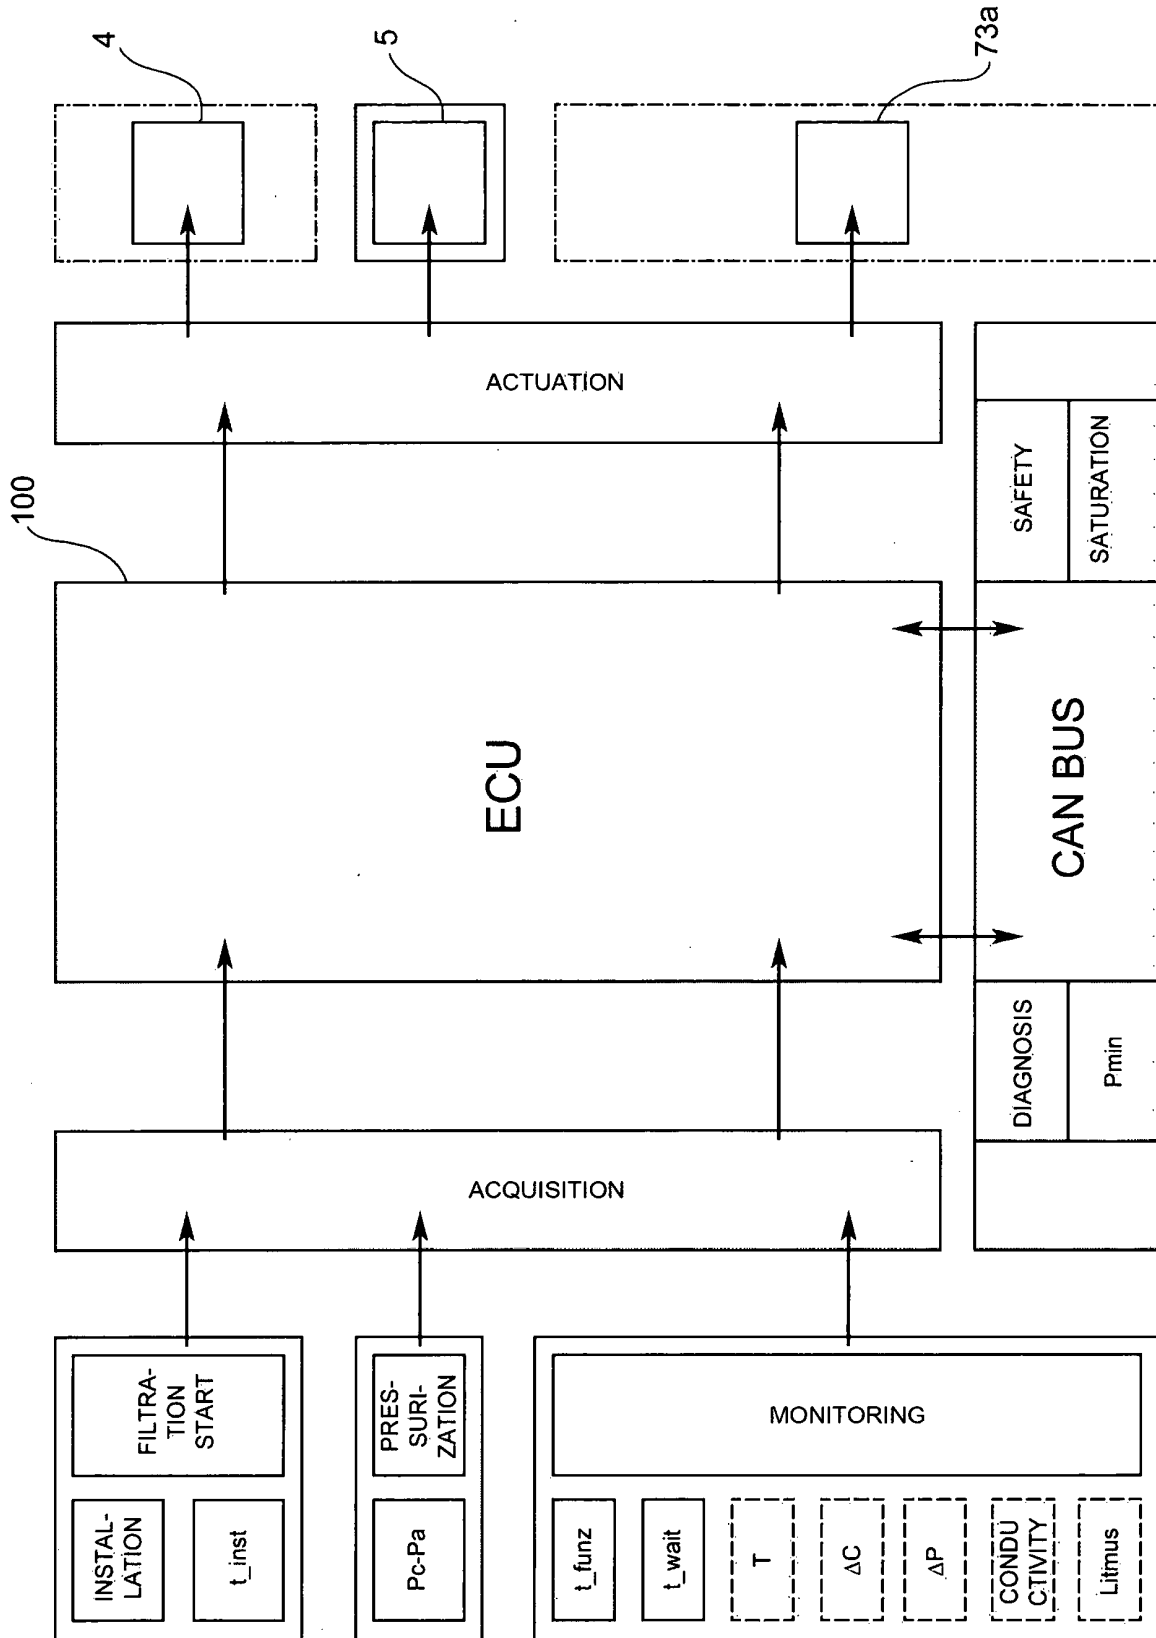 INSTAL-
LATION
t_inst
FILTRA-
TION
START
Pc-Pa
PRES-
SURI-
ZATION
t_funz
t_wait
T
ΔC
ΔP
CONDU
CTIVITY
Litmus
MONITORING
ACQUISITION
100
ECU
ACTUATION
4
5
73a
DIAGNOSIS
Pmin
CAN BUS
SAFETY
SATURATION